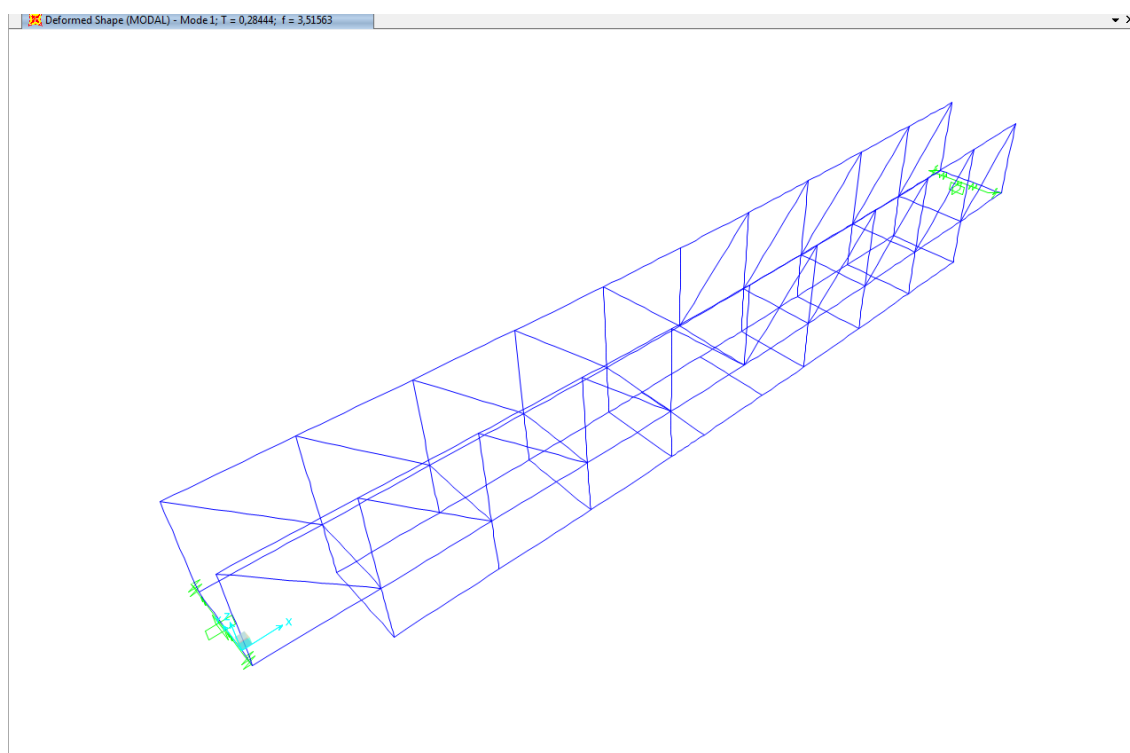 Deformed Shape (MODAL) - Mode 1; T = 0,28444; f = 3,51563
X
Z